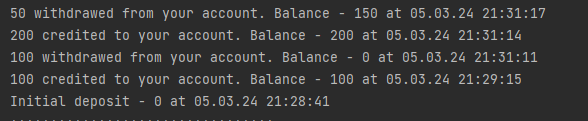 50 withdrawed from your account. Balance - 150 at 05.03.24 21:31:17
200 credited to your account. Balance - 200 at 05.03.24 21:31:14
100 withdrawed from your account. Balance - 0 at 05.03.24 21:31:11
100 credited to your account. Balance - 100 at 05.03.24 21:29:15
Initial deposit - 0 at 05.03.24 21:28:41